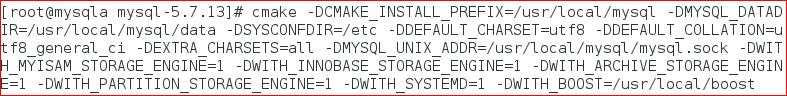 [root@mysqla mysql-5.7.13]# cmake -DCMAKE_INSTALL_PREFIX=/usr/local/mysql -DMYSQL_DATAD
IR=/usr/local/mysql/data -DSYSCONFDIR=/etc -DDEFAULT_CHARSET=utf8 -DDEFAULT_COLLATION=u
tf8_general_ci -DEXTRA_CHARSETS=all -DMYSQL_UNIX_ADDR=/usr/local/mysql/mysql.sock -DWIT
H_MYISAM_STORAGE_ENGINE=1 -DWITH_INNOBASE_STORAGE_ENGINE=1 -DWITH_ARCHIVE_STORAGE_ENGIN
E=1 -DWITH_PARTITION_STORAGE_ENGINE=1 -DWITH_SYSTEMD=1 -DWITH_BOOST=/usr/local/boost